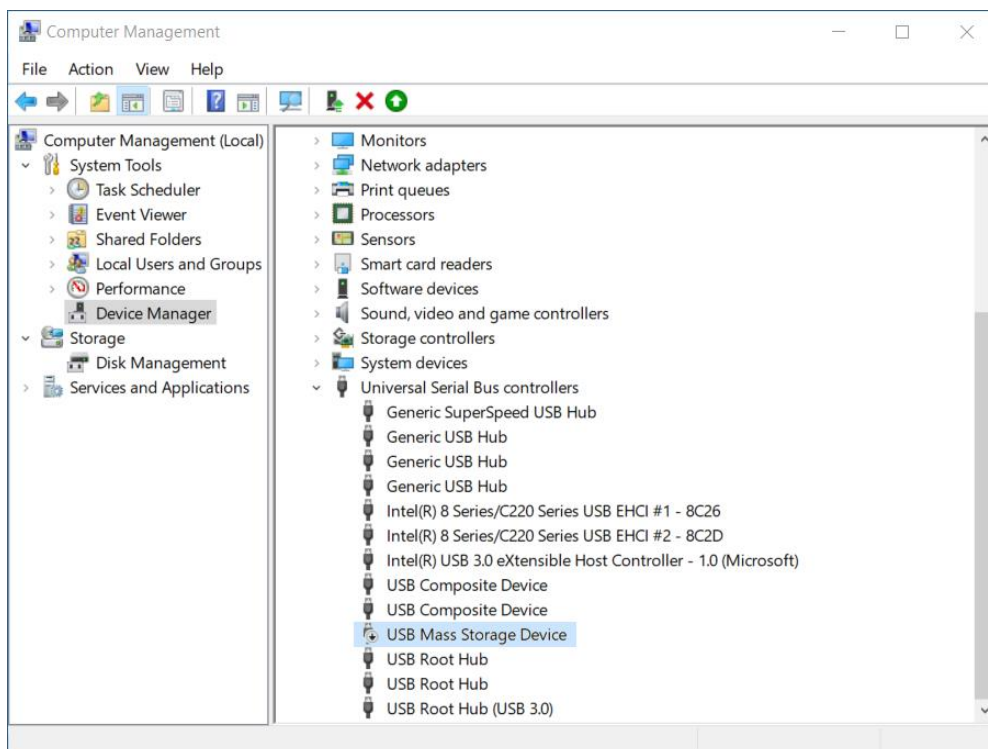 Computer Management
File Action View Help
Computer Management (Local)
System Tools
Task Scheduler
Event Viewer
Shared Folders
Local Users and Groups
Performance
Device Manager
Storage
Disk Management
Services and Applications
Monitors
Network adapters
Print queues
Processors
Sensors
Smart card readers
Software devices
Sound, video and game controllers
Storage controllers
System devices
Universal Serial Bus controllers
Generic SuperSpeed USB Hub
Generic USB Hub
Generic USB Hub
Generic USB Hub
Intel(R) 8 Series/C220 Series USB EHCI #1 - 8C26
Intel(R) 8 Series/C220 Series USB EHCI #2 - 8C2D
Intel(R) USB 3.0 eXtensible Host Controller - 1.0 (Microsoft)
USB Composite Device
USB Composite Device
USB Mass Storage Device
USB Root Hub
USB Root Hub
USB Root Hub (USB 3.0)